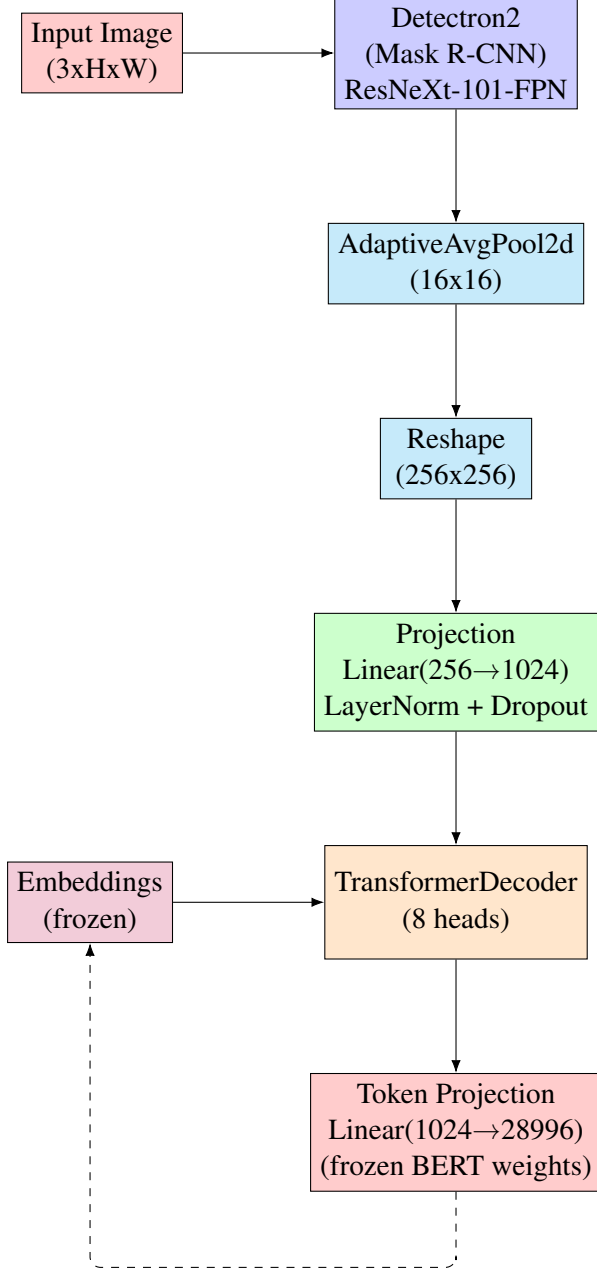 Input Image
(3xHxW)
Detectron2
(Mask R-CNN)
ResNeXt-101-FPN
AdaptiveAvgPool2d
(16x16)
Reshape
(256x256)
Projection
Linear(256→1024)
LayerNorm + Dropout
Embeddings
(frozen)
TransformerDecoder
(8 heads)
Token Projection
Linear(1024→28996)
(frozen BERT weights)